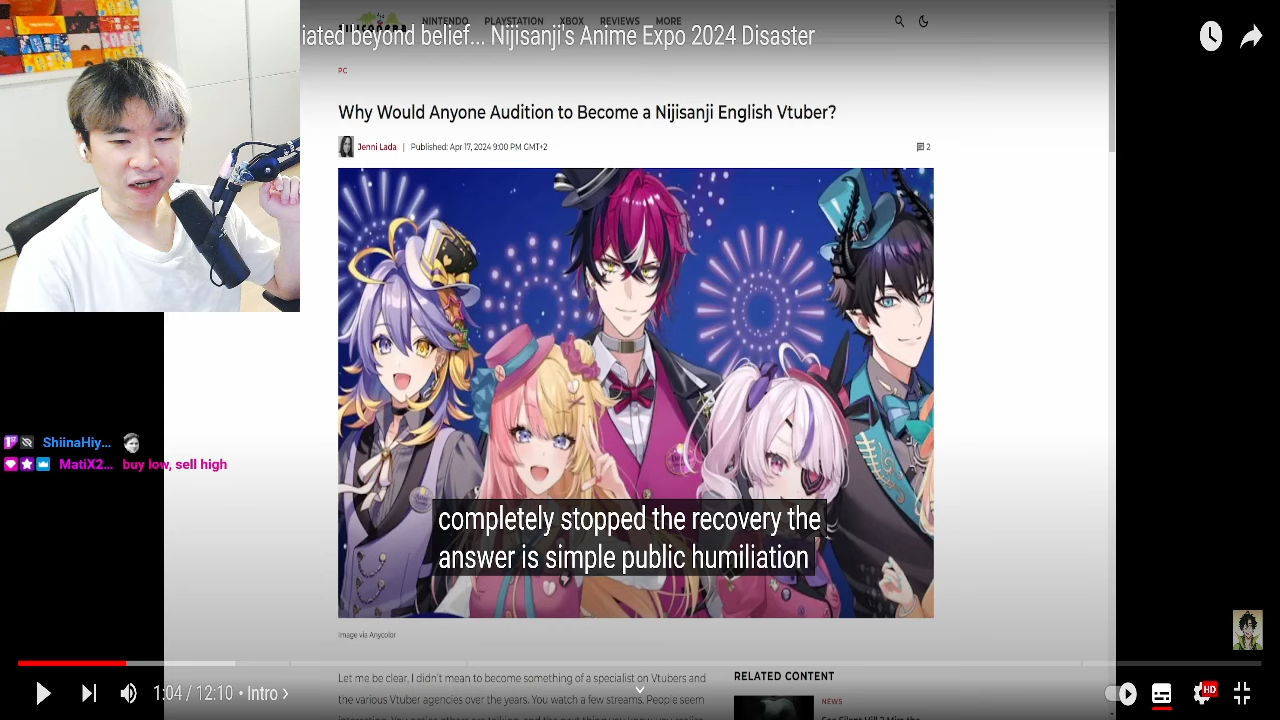 NINTENDO PLAYSTATION XBOX REVIEWS MORE
iated beyond belief... Nijisanji's Anime Expo 2024 Disaster
PC
Why Would Anyone Audition to Become a Nijisanji English Vtuber?
Jenni Lada | Published: Apr 17, 2024 9:00 PM GMT+2
2
ShiinaHiy...
MatiX2... buy low, sell high
completely stopped the recovery the
answer is simple public humiliation
Image via Anycolor
1:04 / 12:10 • Intro
HD
Let me be clear, I didn't mean to become something of a specialist on Vtubers and
the various Vtuber agencies over the years. You watch a few streams. People seem
RELATED CONTENT
NEWS